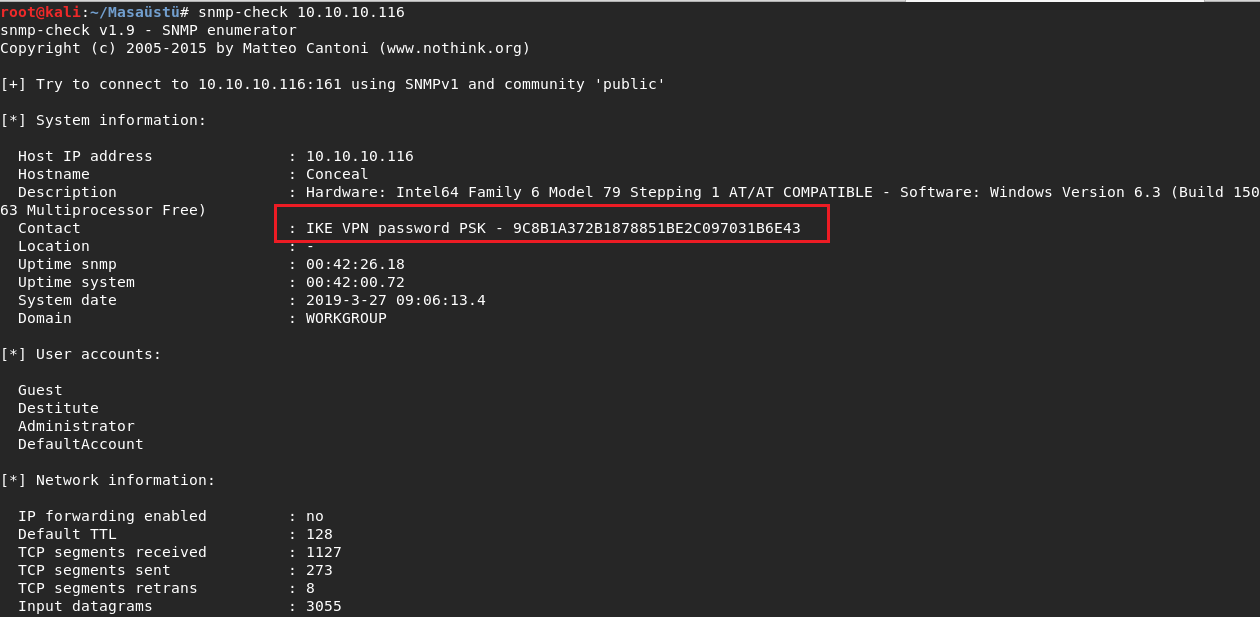 root@kali:~/Masaüstü# snmp-check 10.10.10.116
snmp-check v1.9 - SNMP enumerator
Copyright (c) 2005-2015 by Matteo Cantoni (www.nothink.org)
[+] Try to connect to 10.10.10.116:161 using SNMPv1 and community 'public'
[*] System information:
Host IP address : 10.10.10.116
Hostname : Conceal
Description : Hardware: Intel64 Family 6 Model 79 Stepping 1 AT/AT COMPATIBLE - Software: Windows Version 6.3 (Build 150
63 Multiprocessor Free)
Contact : IKE VPN password PSK - 9C8B1A372B1878851BE2C097031B6E43
Location : -
Uptime snmp : 00:42:26.18
Uptime system : 00:42:00.72
System date : 2019-3-27 09:06:13.4
Domain : WORKGROUP
[*] User accounts:
Guest
Destitute
Administrator
DefaultAccount
[*] Network information:
IP forwarding enabled : no
Default TTL : 128
TCP segments received : 1127
TCP segments sent : 273
TCP segments retrans : 8
Input datagrams : 3055